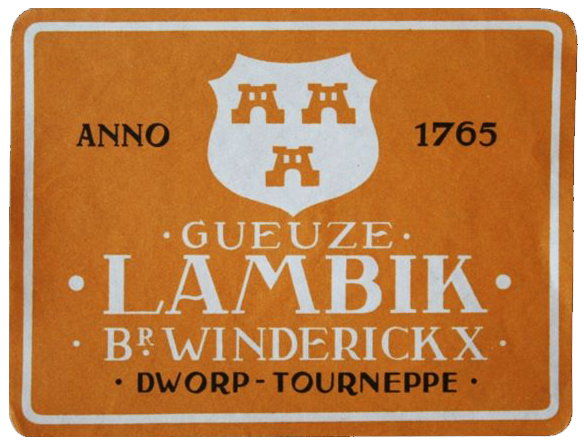 ANNO 1765
·GUEUZE·
·LAMBIK·
·BR. WINDERICKX·
·DWORP-TOURNEPPE·